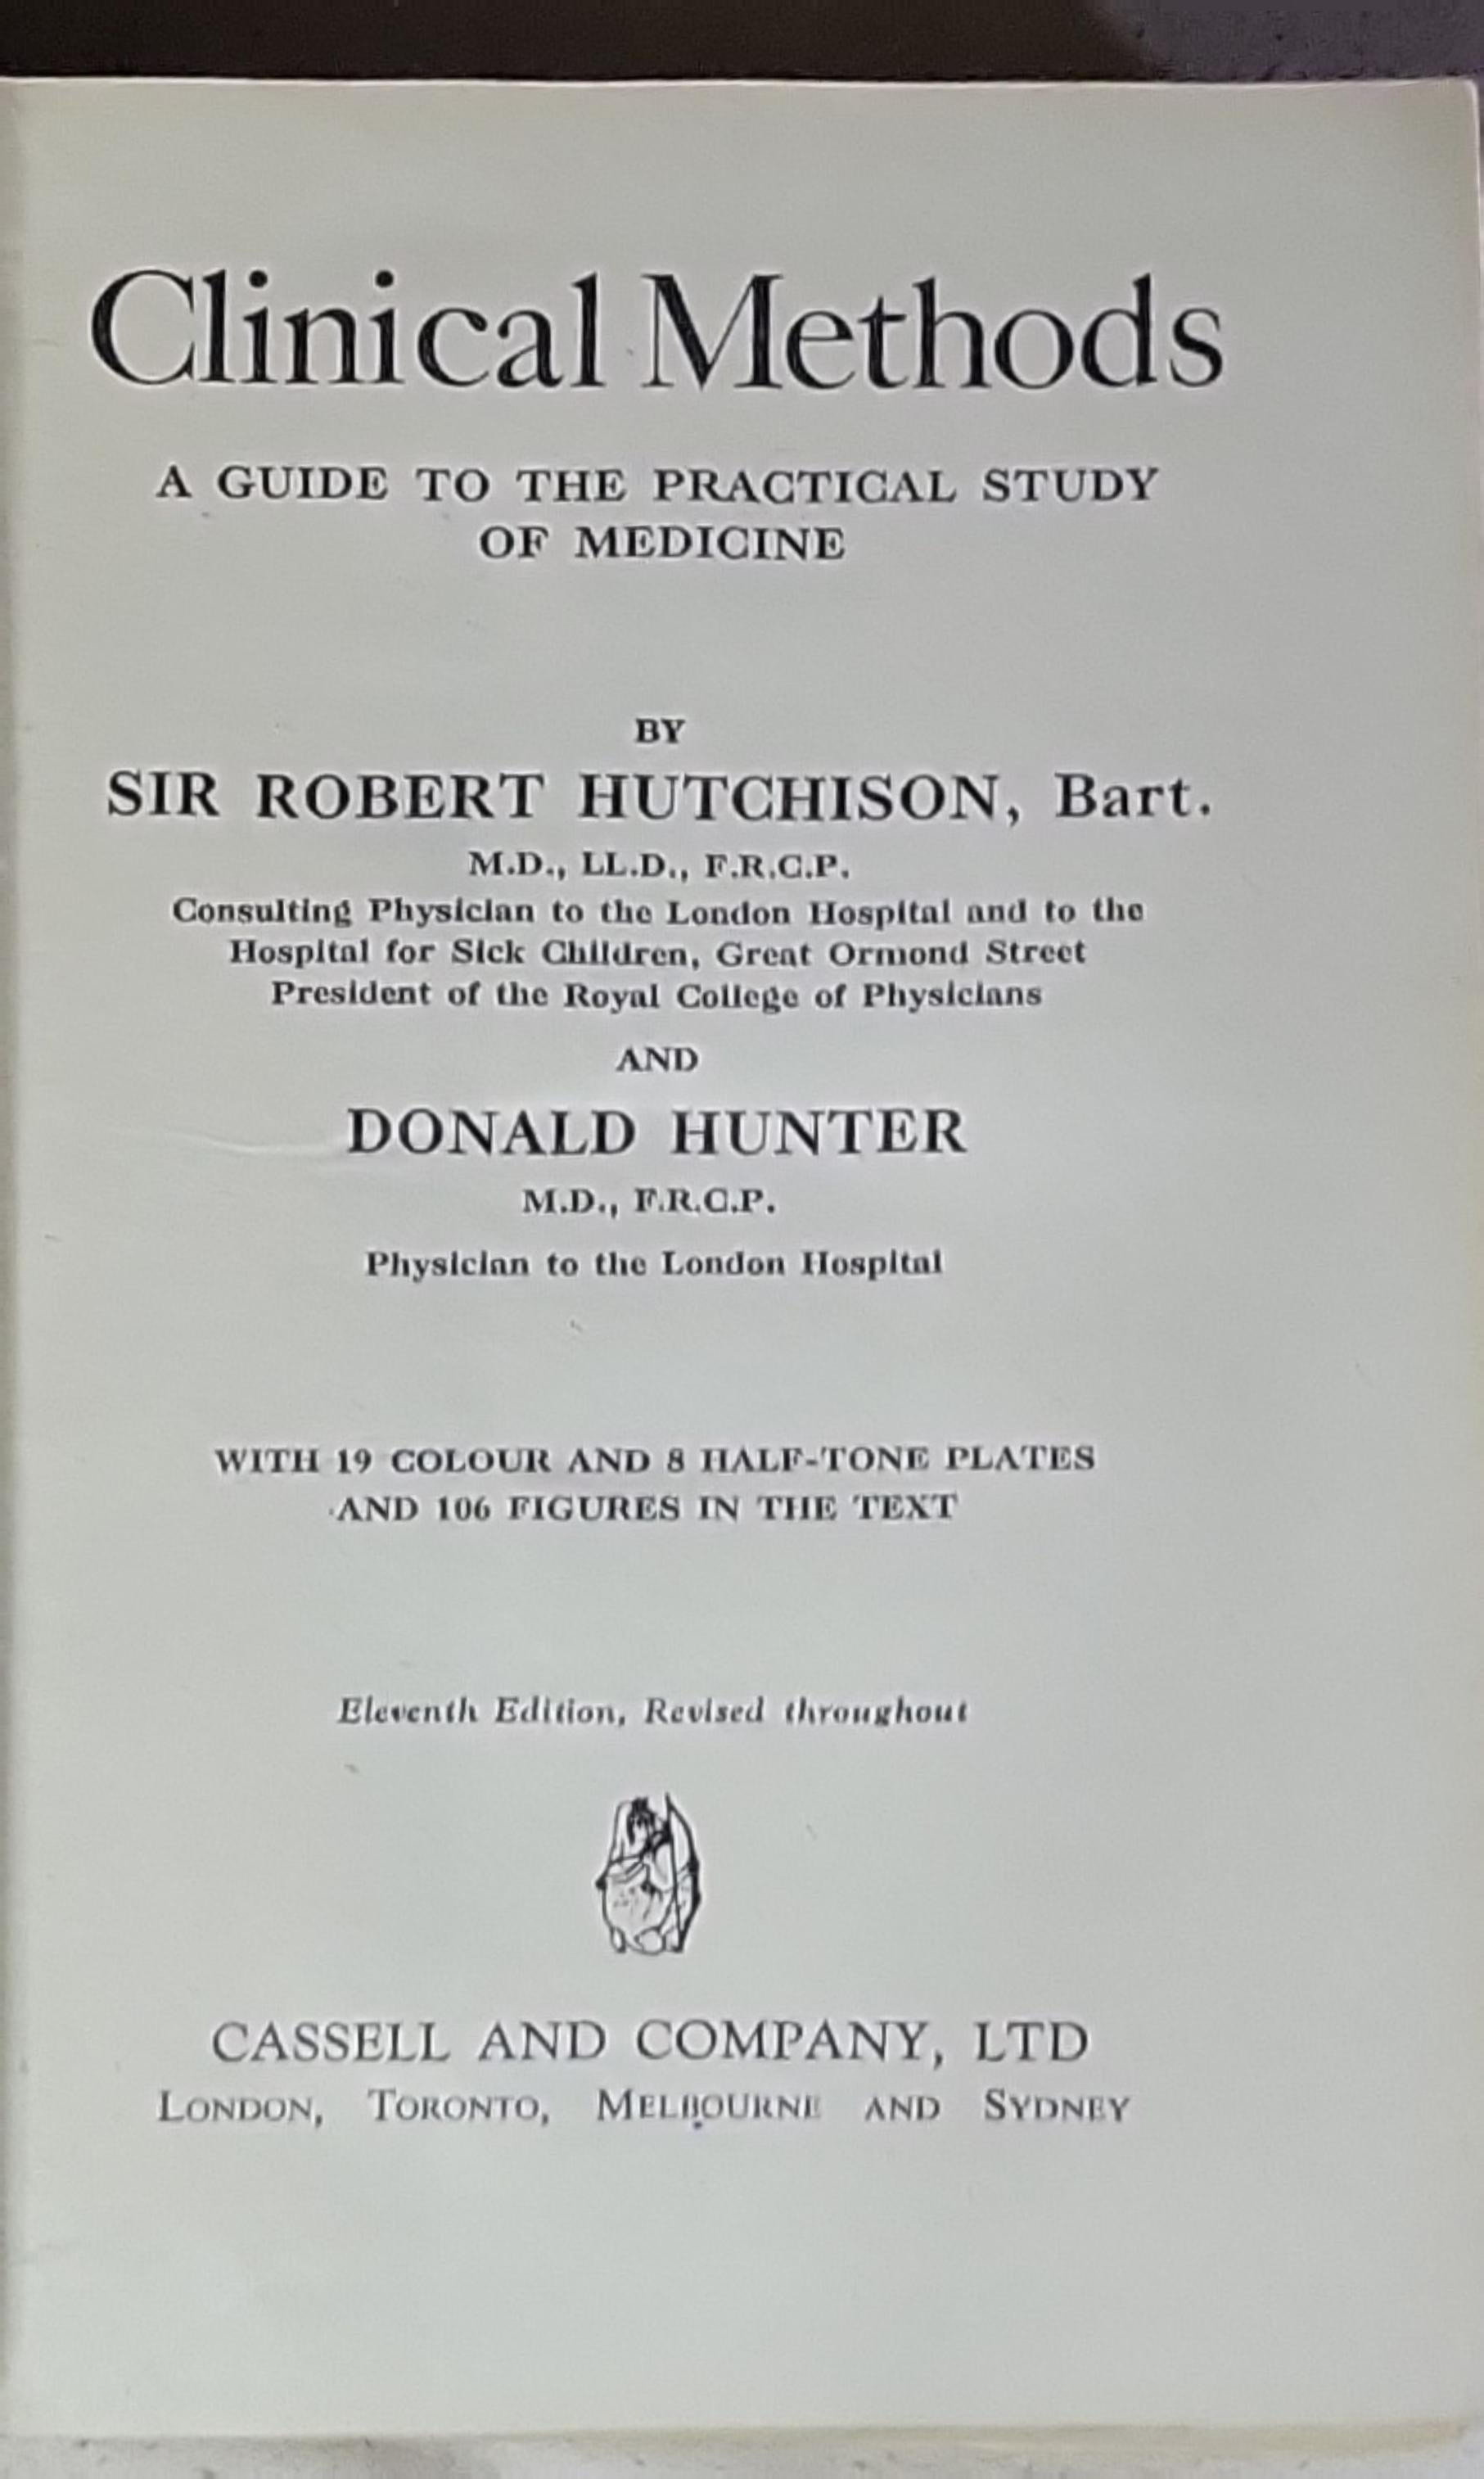 Clinical Methods
A GUIDE TO THE PRACTICAL STUDY
OF MEDICINE
BY
SIR ROBERT HUTCHISON, Bart.
M.D., LL.D., F.R.C.P.
Consulting Physician to the London Hospital and to the
Hospital for Sick Children, Great Ormond Street
President of the Royal College of Physicians
AND
DONALD HUNTER
M.D., F.R.C.P.
Physician to the London Hospital
WITH 19 COLOUR AND 8 HALF-TONE PLATES
AND 106 FIGURES IN THE TEXT
Eleventh Edition, Revised throughout
CASSELL AND COMPANY, LTD
LONDON, TORONTO, MELBOURNE AND SYDNEY